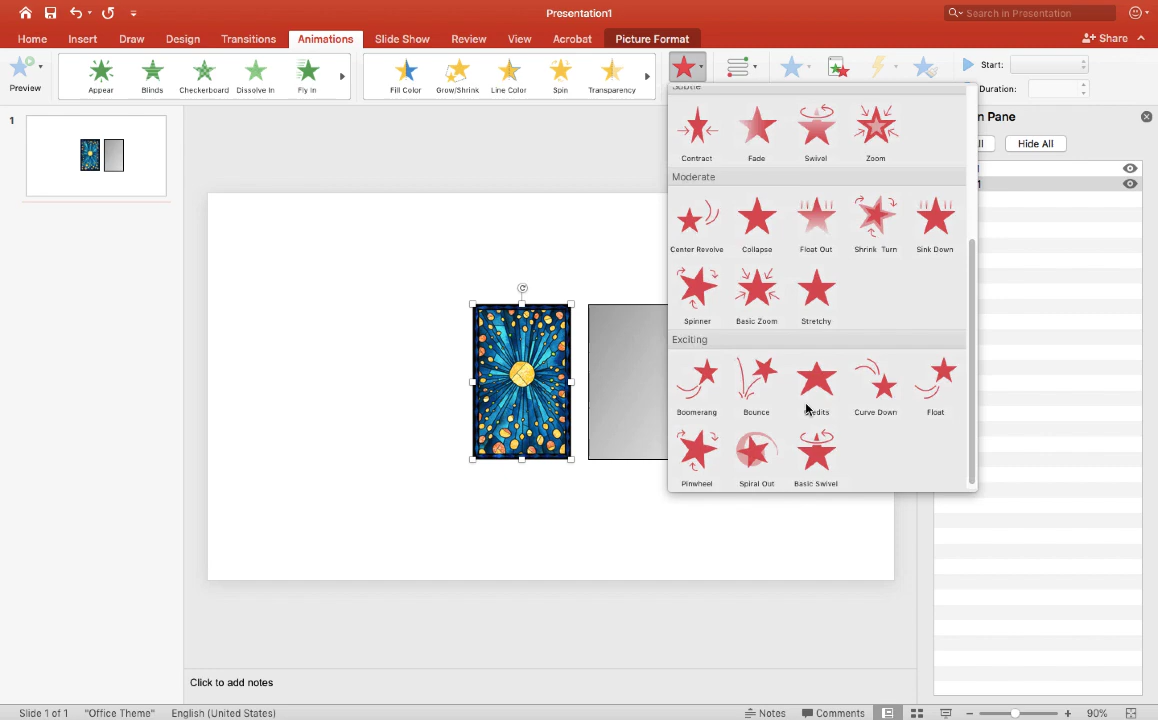 Presentation1
Search in Presentation
Home Insert Draw Design Transitions Animations Slide Show Review View Acrobat Picture Format
Share
Preview
Appear Blinds Checkerboard Dissolve In Fly In
Fill Color Grow/Shrink Line Color Spin Transparency
Start:
Duration:
1
n Pane
Hide All
1
Subtle
Contract Fade Swivel Zoom
Moderate
Center Revolve Collapse Float Out Shrink Turn Sink Down
Spinner Basic Zoom Stretchy
Exciting
Boomerang Bounce Credits Curve Down Float
Pinwheel Spiral Out Basic Swivel
Click to add notes
Slide 1 of 1 "Office Theme" English (United States) Notes Comments 90%